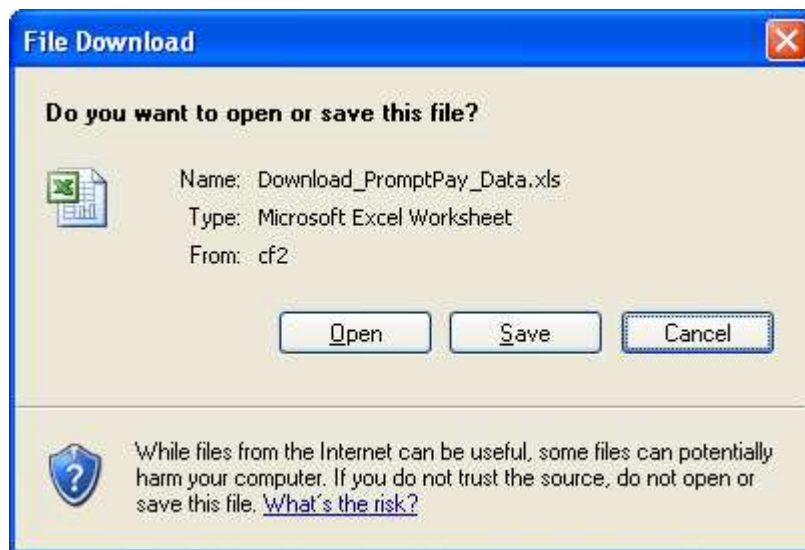 File Download
Do you want to open or save this file?
Name: Download_PromptPay_Data.xls
Type: Microsoft Excel Worksheet
From: cf2
Open Save Cancel
While files from the Internet can be useful, some files can potentially
harm your computer. If you do not trust the source, do not open or
save this file. What's the risk?